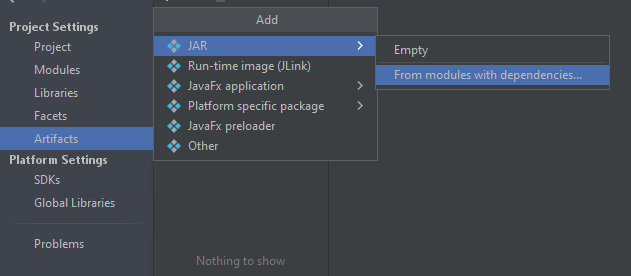 Project Settings
Project
Modules
Libraries
Facets
Artifacts
Platform Settings
SDKs
Global Libraries
Problems
Add
JAR
Run-time image (JLink)
JavaFx application
Platform specific package
JavaFx preloader
Other
Empty
From modules with dependencies...
Nothing to show